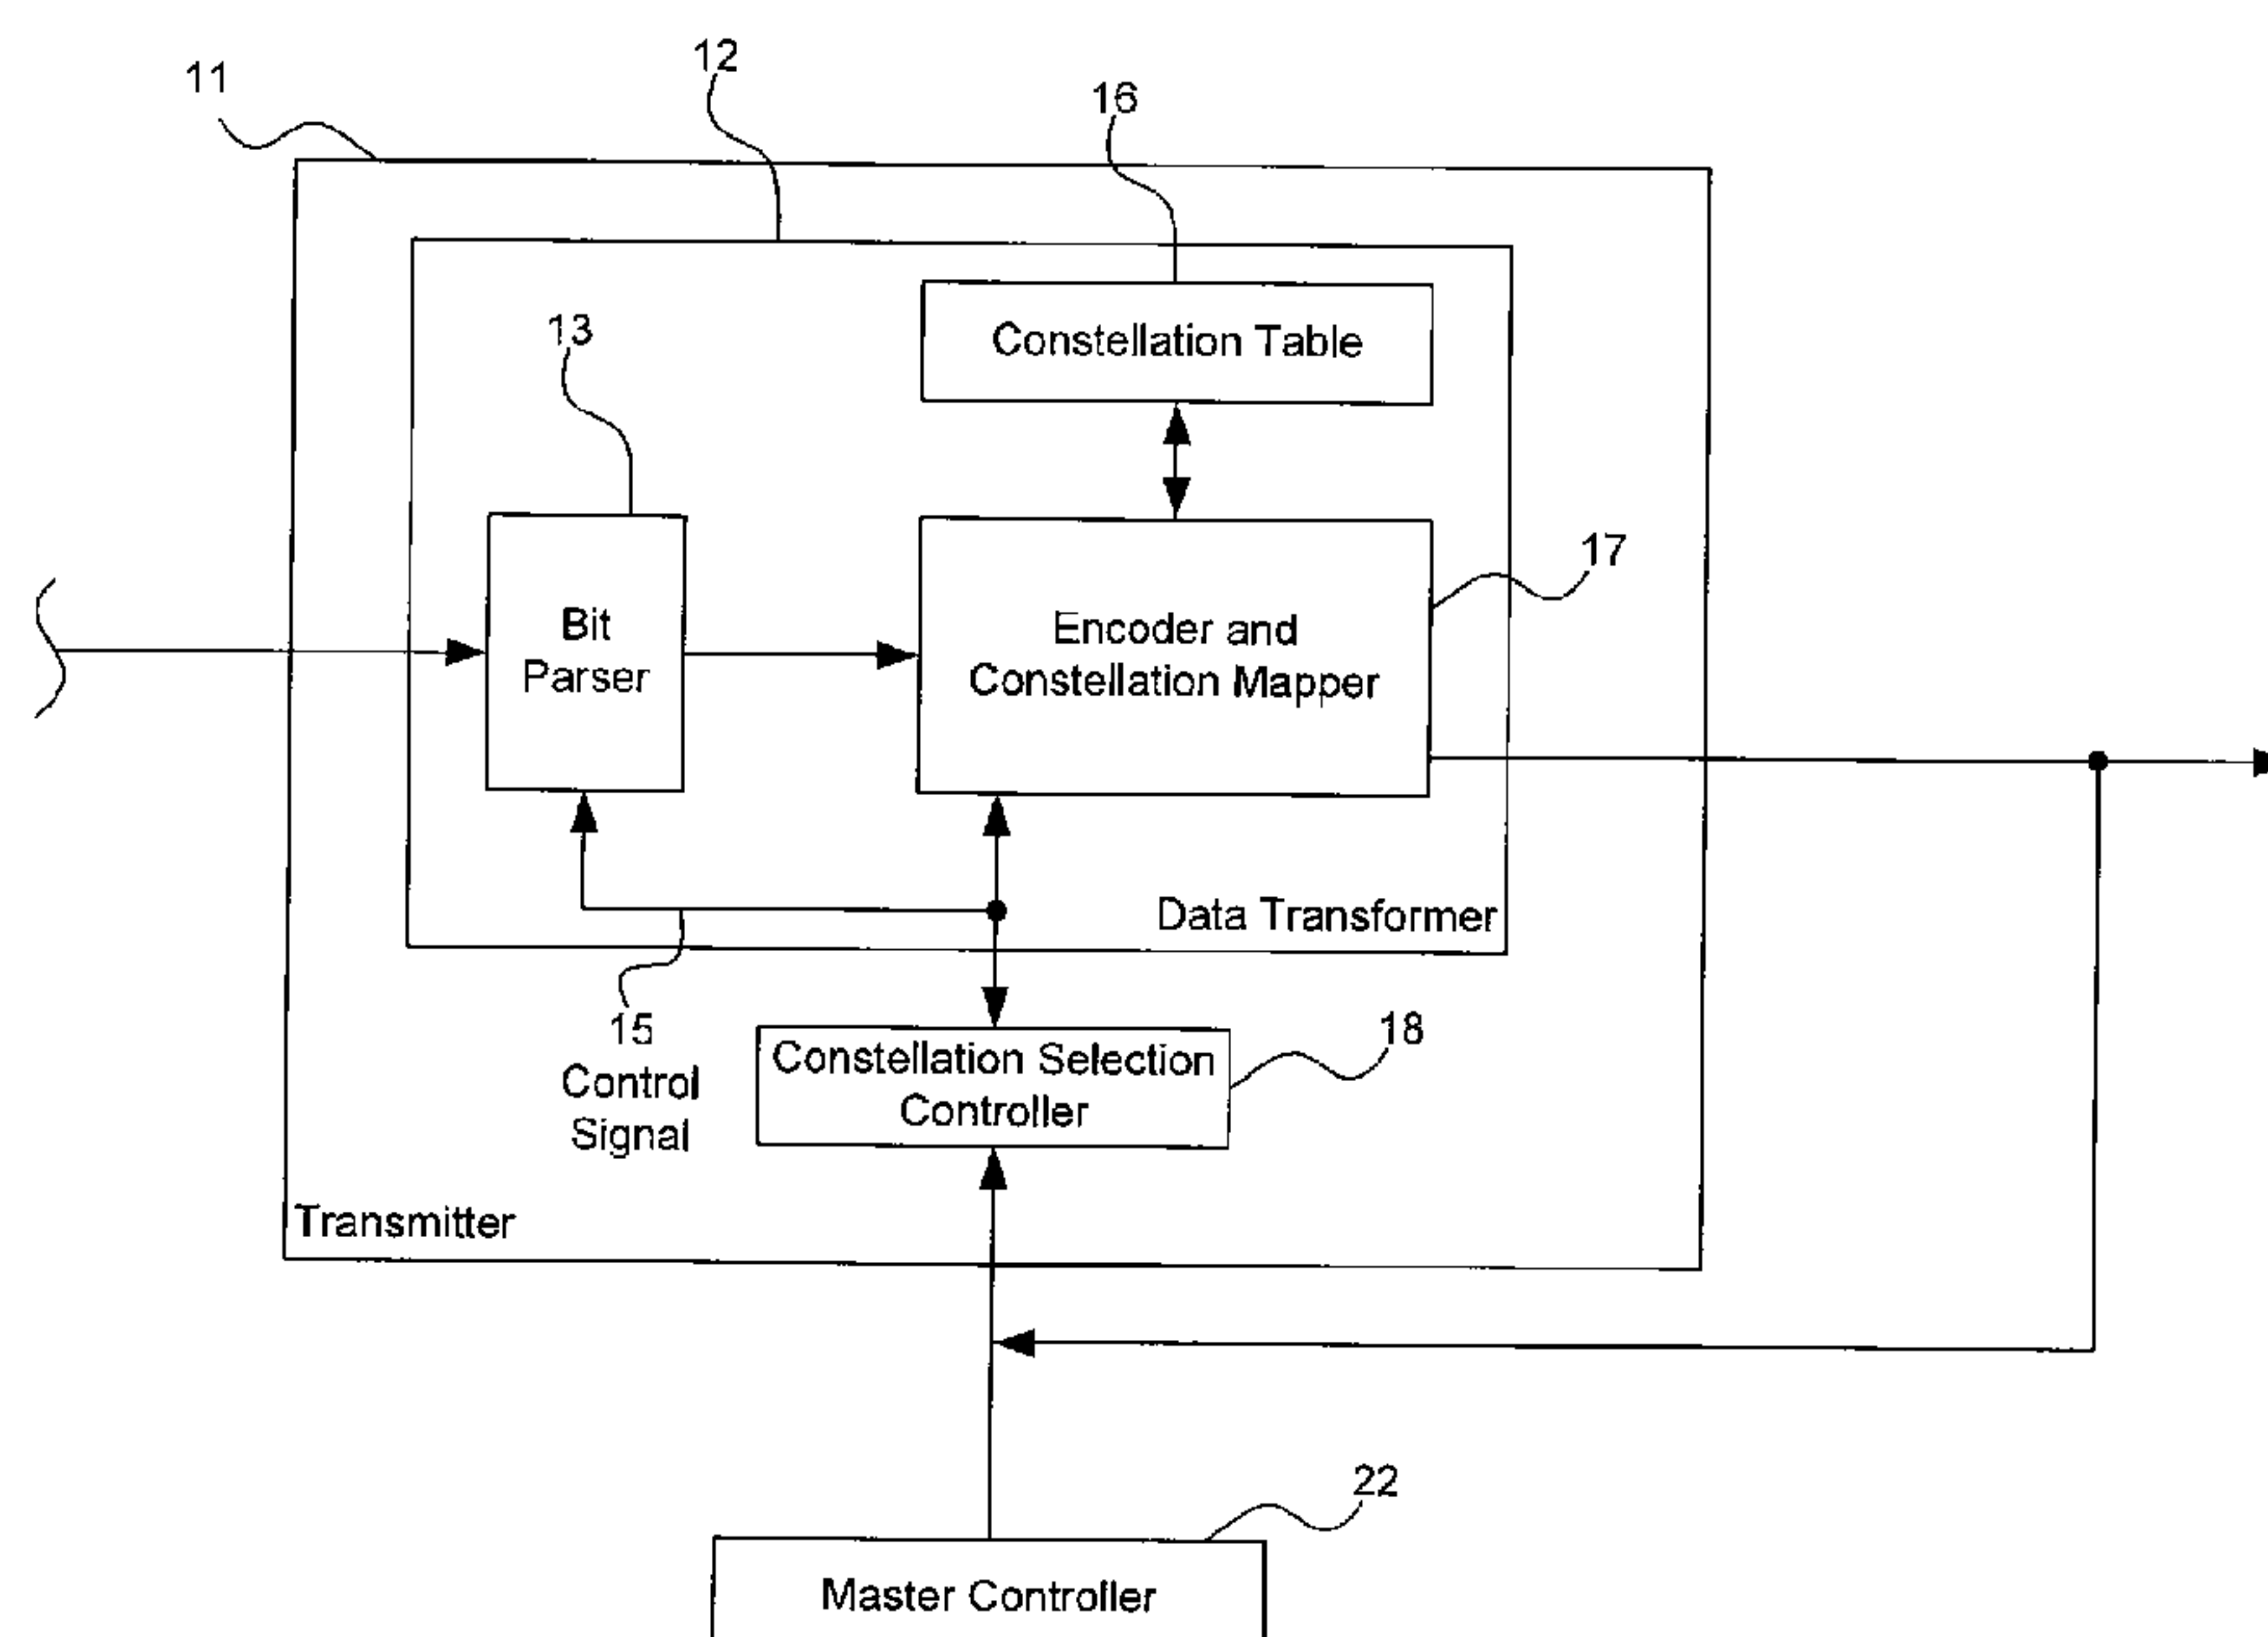 11
12
16
Constellation Table
13
17
Bit
Parser
Encoder and
Constellation Mapper
Data Transformer
15
Control
Signal
18
Constellation Selection
Controller
Transmitter
22
Master Controller